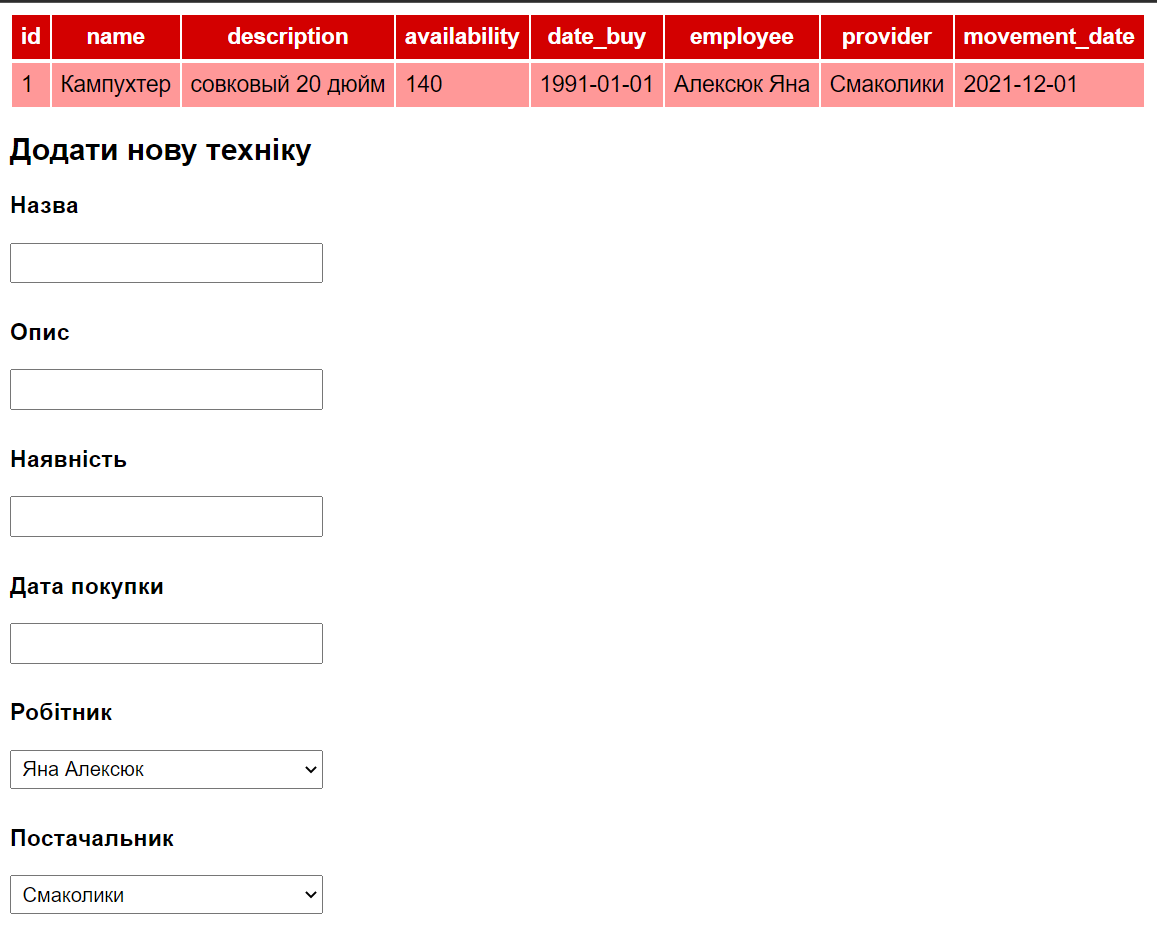 id name description availability date_buy employee provider movement_date
1 Кампухтер совковый 20 дюйм 140 1991-01-01 Алексюк Яна Смаколики 2021-12-01
Додати нову техніку
Назва
Опис
Наявність
Дата покупки
Робітник
Яна Алексюк
Постачальник
Смаколики